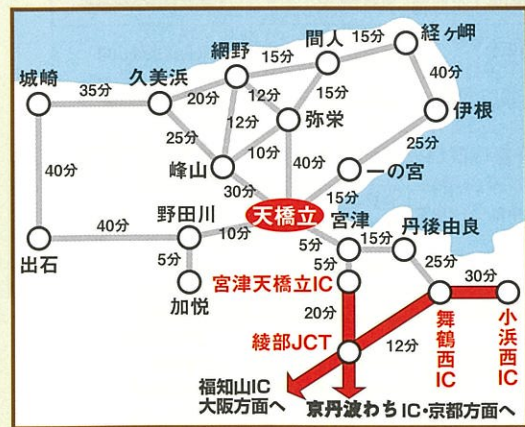 経ヶ岬
間人
15分
15分
網野
40分
城崎
久美浜
35分
20分
12分
15分
伊根
弥栄
12分
25分
10分
25分
峰山
40分
40分
一の宮
30分
15分
天橋立
野田川
宮津
丹後由良
40分
10分
5分
15分
出石
5分
5分
25分
加悦
宮津天橋立IC
30分
20分
綾部JCT
12分
舞鶴西IC
小浜西IC
福知山IC
大阪方面へ
京丹波わちIC・京都方面へ